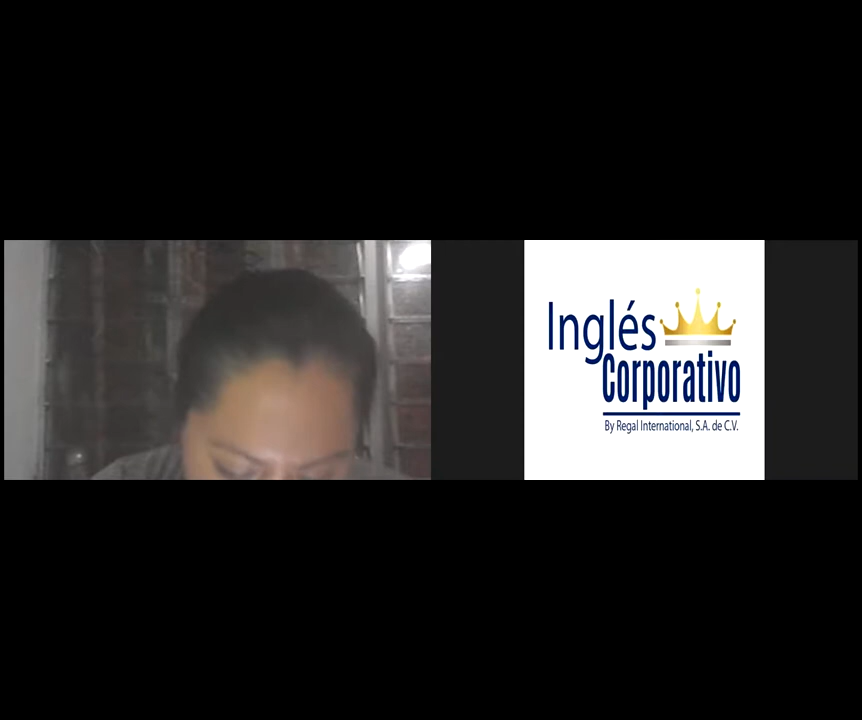 Inglés
Corporativo
By Regal International, S.A. de C.V.